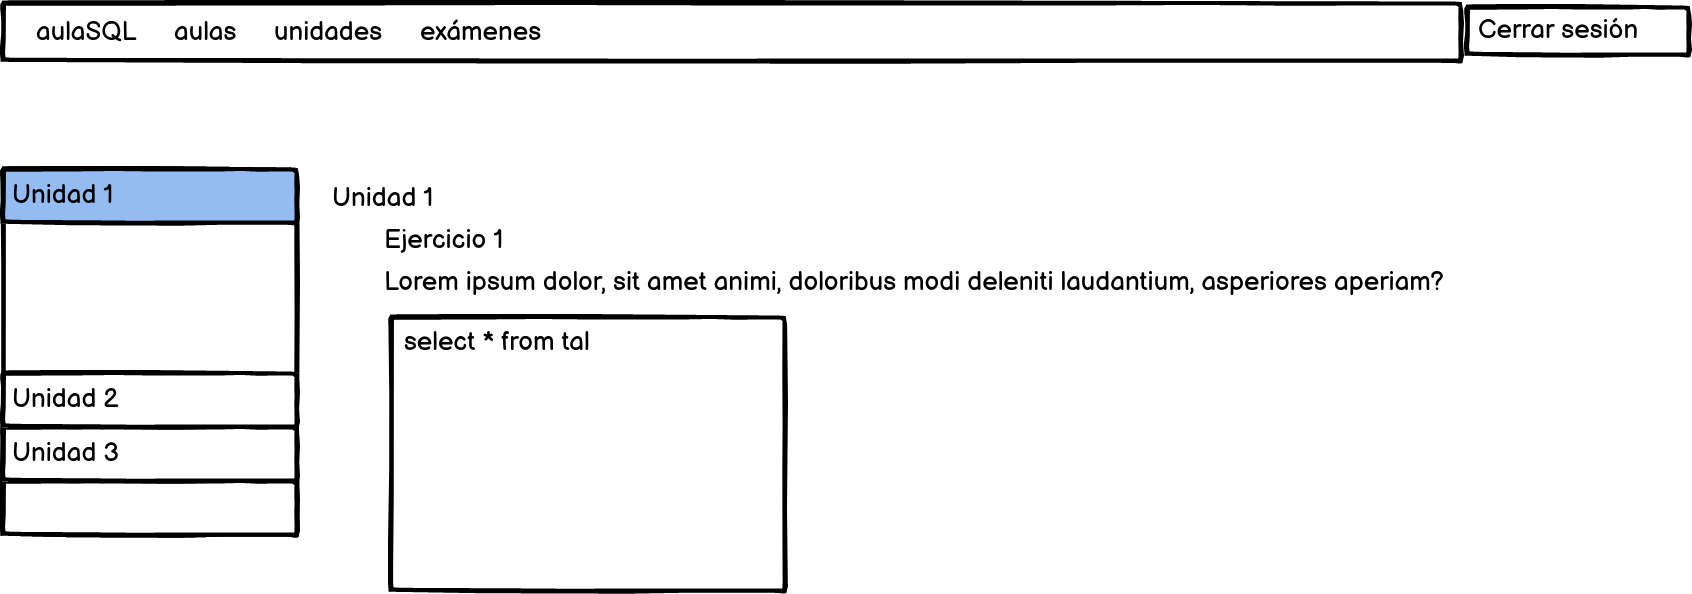 aulaSQL aulas unidades exámenes Cerrar sesión
Unidad 1
Unidad 2
Unidad 3
Unidad 1
Ejercicio 1
Lorem ipsum dolor, sit amet animi, doloribus modi deleniti laudantium, asperiores aperiam?
select * from tal